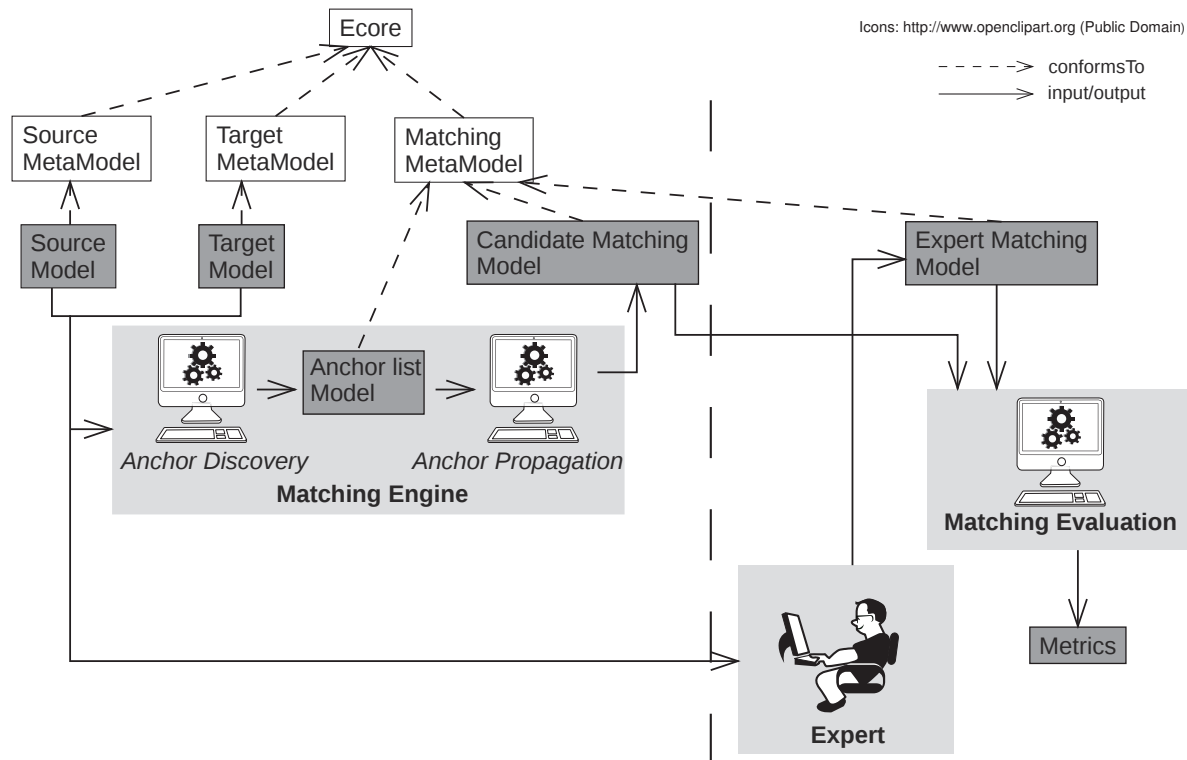 Ecore
Icons: http://www.openclipart.org (Public Domain)
conformsTo
input/output
Source
MetaModel
Target
MetaModel
Matching
MetaModel
Source
Model
Target
Model
Candidate Matching
Model
Expert Matching
Model
Anchor list
Model
Anchor Discovery
Anchor Propagation
Matching Engine
Matching Evaluation
Metrics
Expert